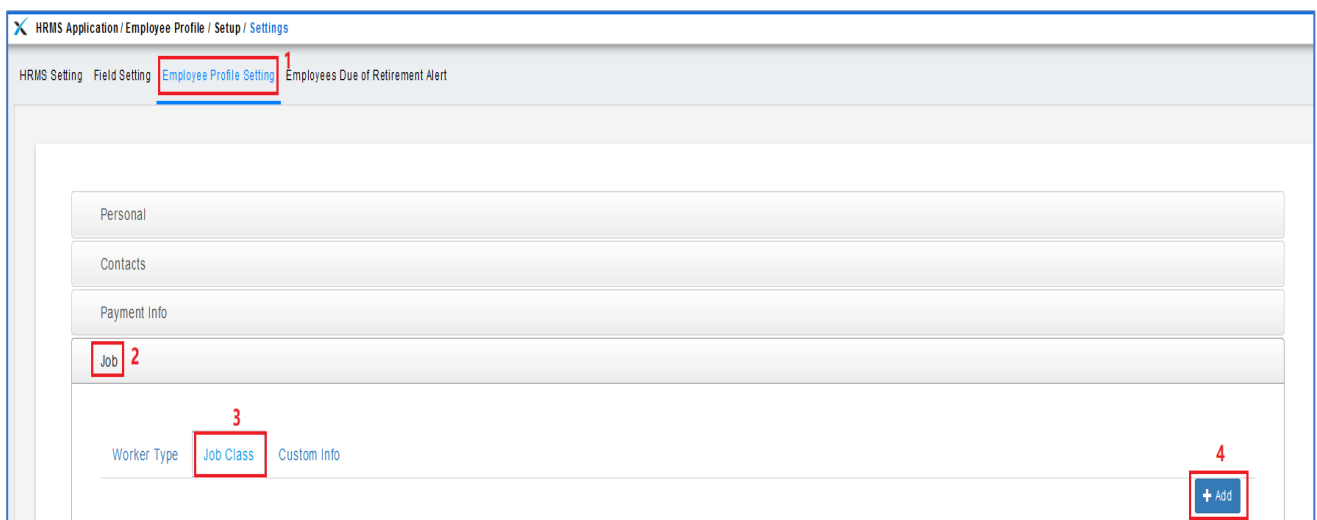 HRMS Application / Employee Profile / Setup / Settings
1
HRMS Setting Field Setting Employee Profile Setting Employees Due of Retirement Alert
Personal
Contacts
Payment Info
Job 2
3
Worker Type Job Class Custom Info
4
+ Add